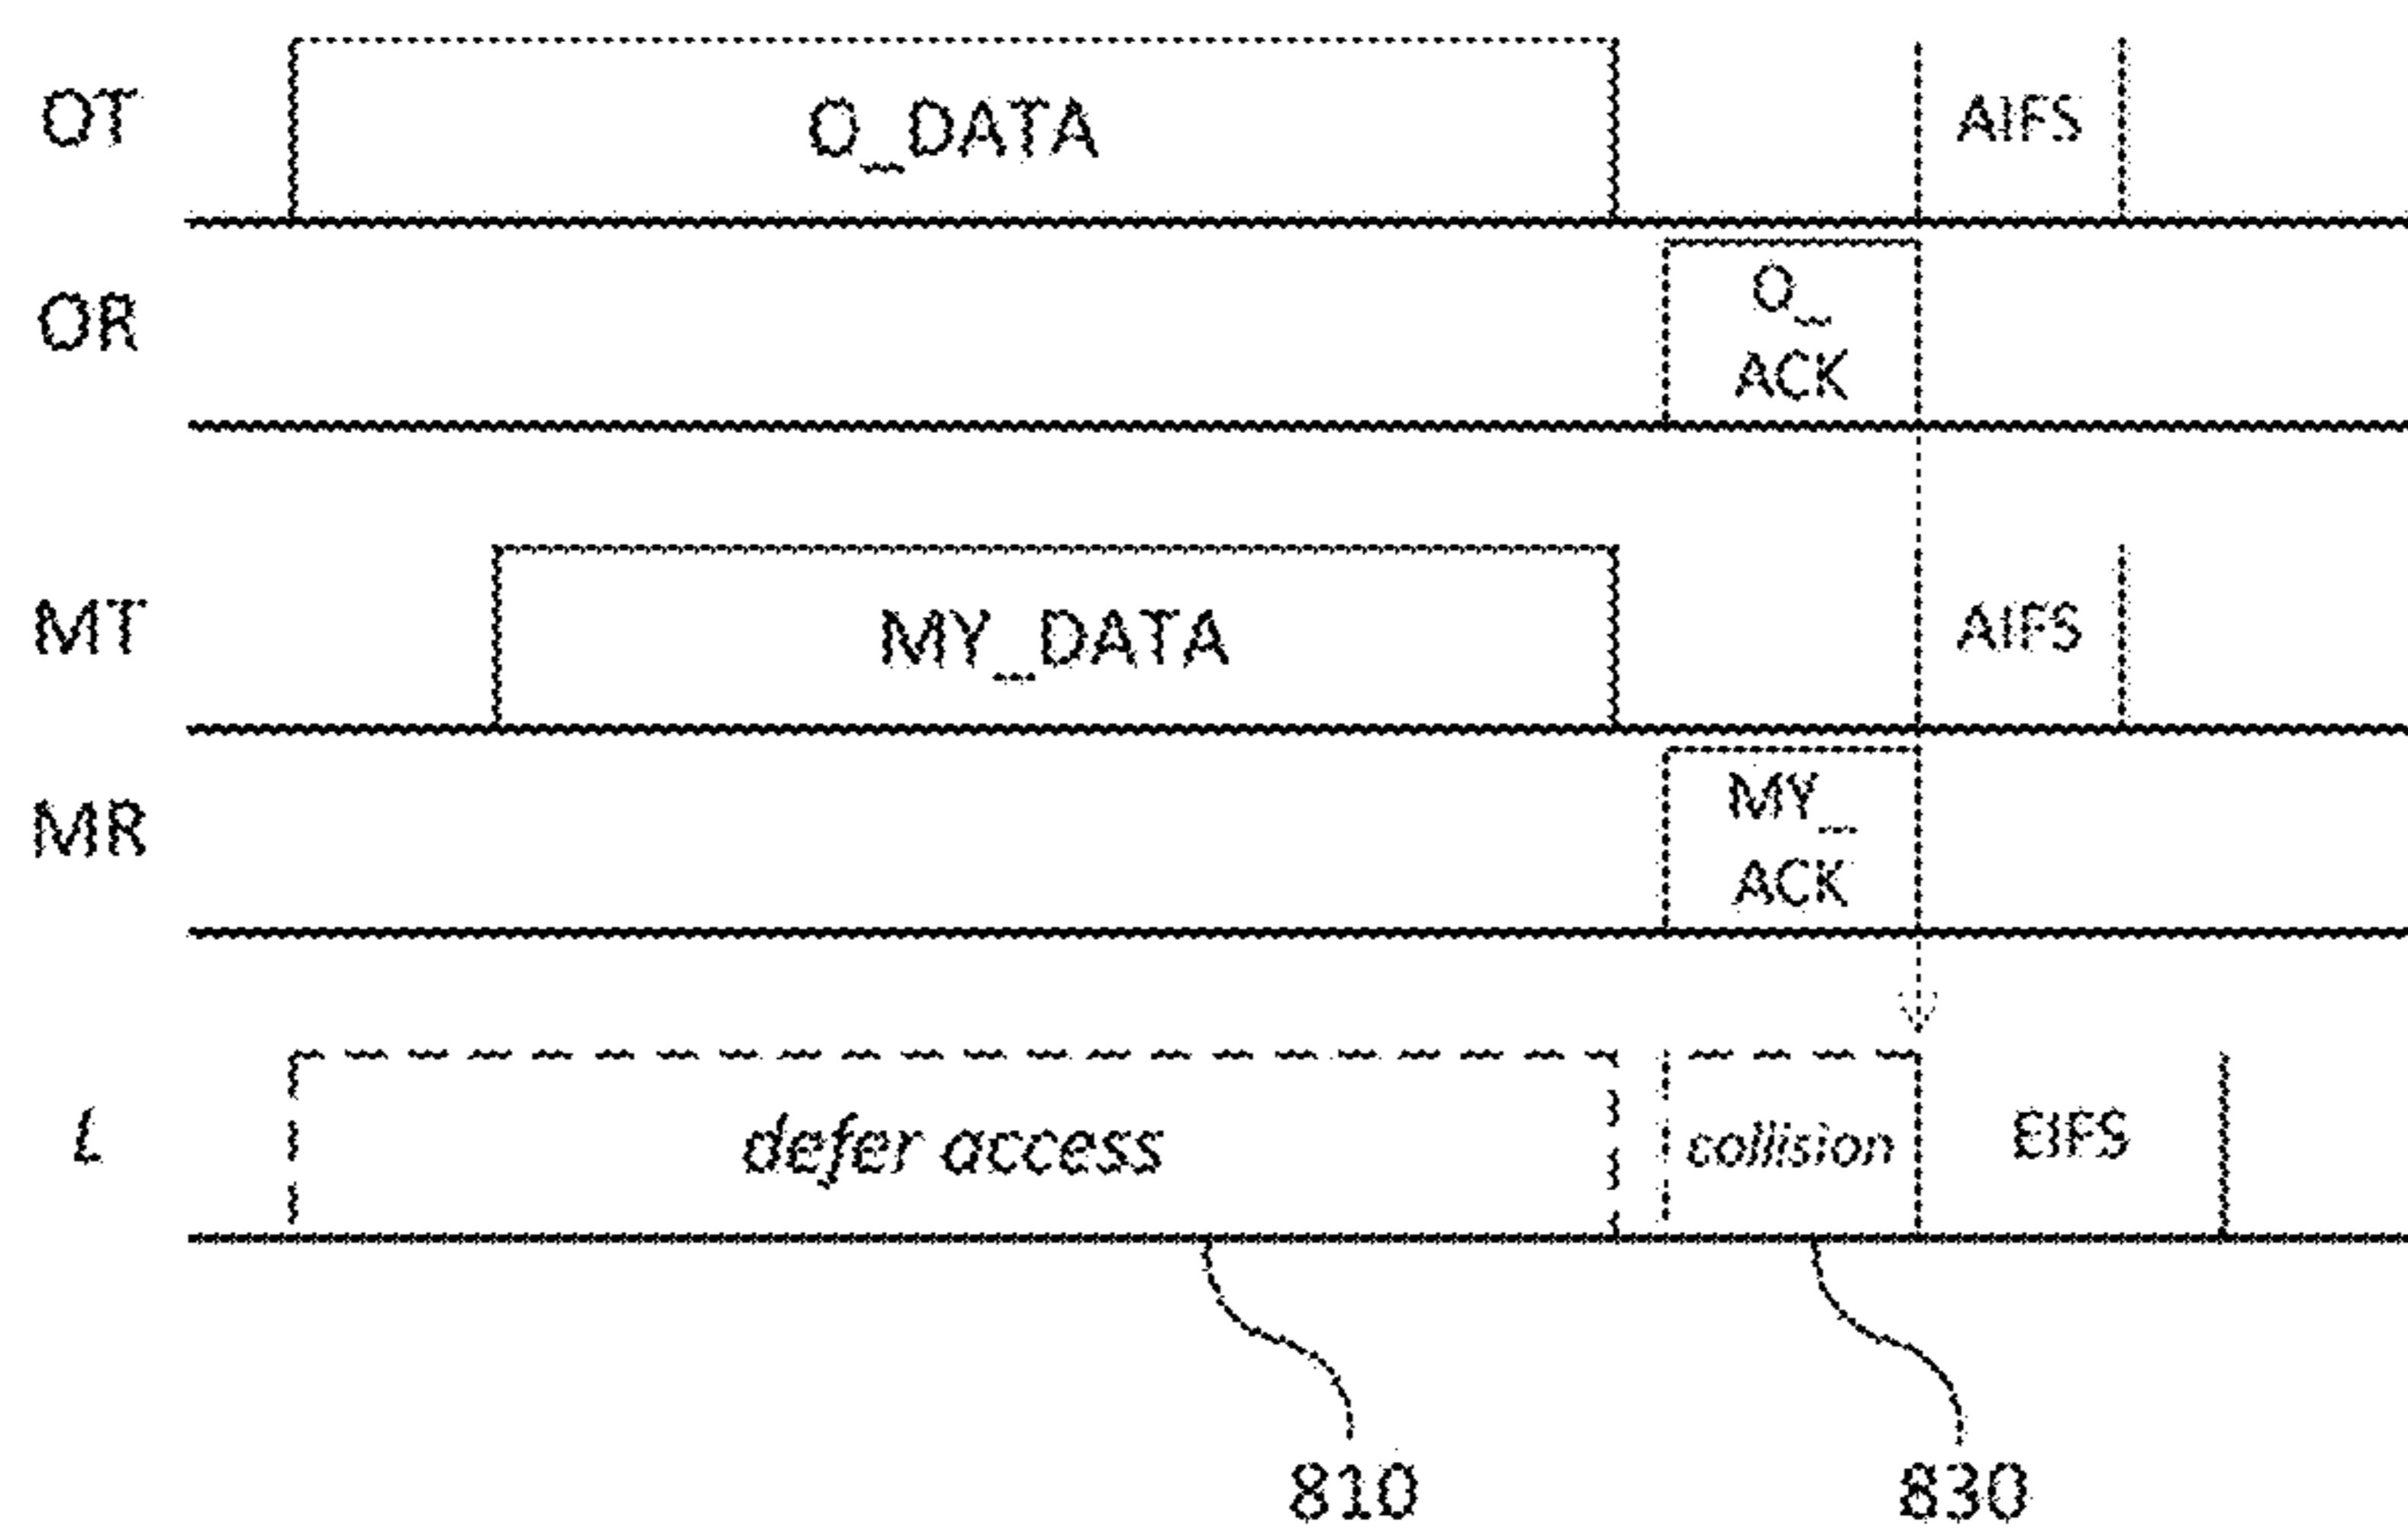 OT
O_DATA
AIFS
OR
O_
ACK
MT
MY_DATA
AIFS
MR
MY_
ACK
L
defer access
collision
EIFS
810
830